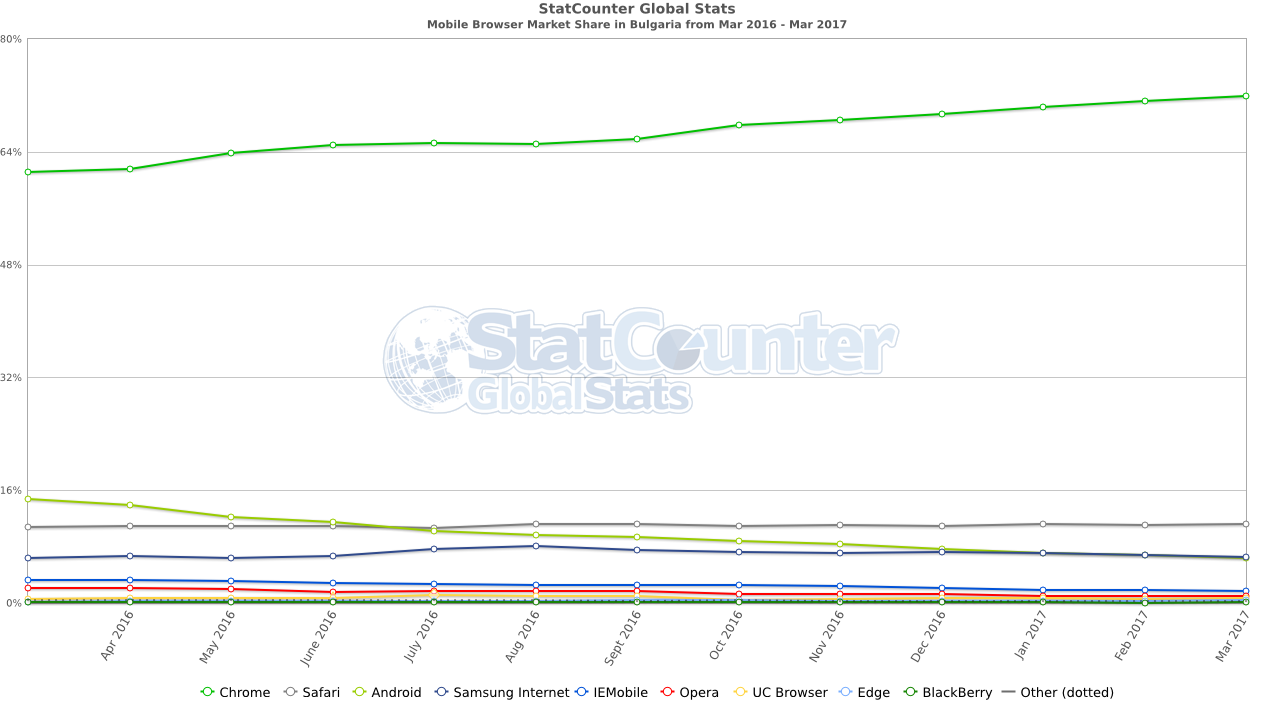 StatCounter Global Stats
Mobile Browser Market Share in Bulgaria from Mar 2016 - Mar 2017
80%
64%
48%
StatCounter
32%
GlobalStats
16%
0%
Apr 2016 May 2016 June 2016 July 2016 Aug 2016 Sept 2016 Oct 2016 Nov 2016 Dec 2016 Jan 2017 Feb 2017 Mar 2017
Chrome Safari Android Samsung Internet IEMobile Opera UC Browser Edge BlackBerry Other (dotted)